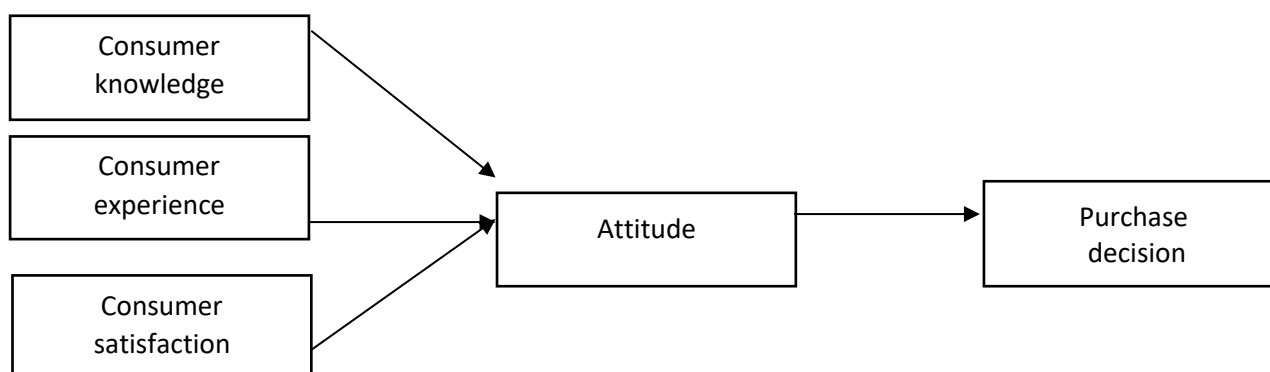 Consumer
knowledge
Consumer
experience
Consumer
satisfaction
Attitude
Purchase
decision